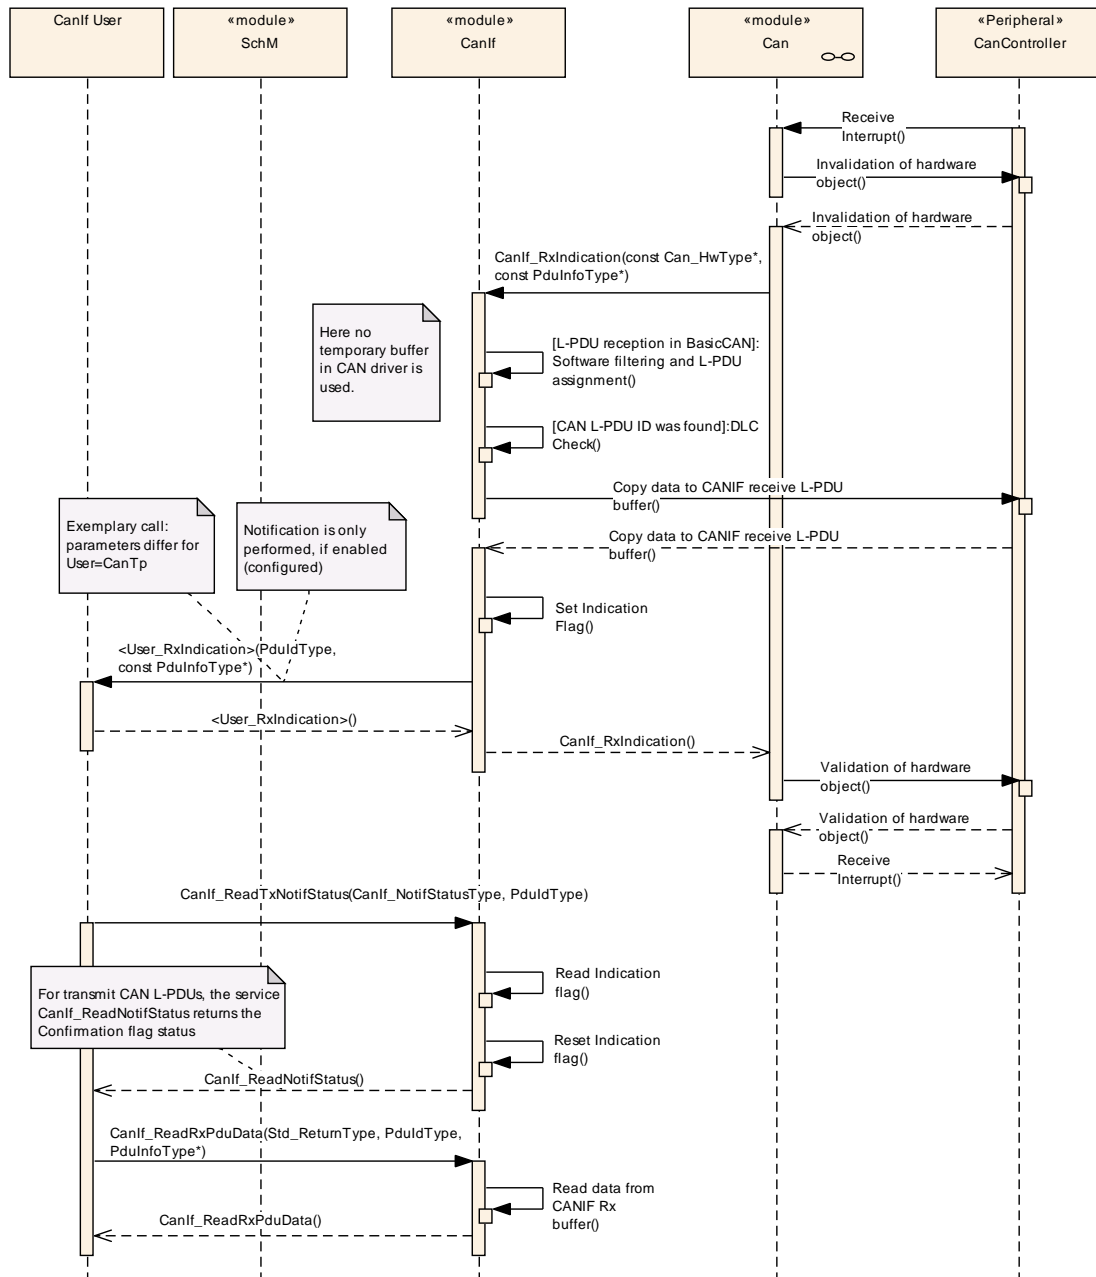 CanIf User
«module»
SchM
«module»
CanIf
«module»
Can
«Peripheral»
CanController
Receive
Interrupt()
Invalidation of hardware
object()
Invalidation of hardware
object()
CanIf_RxIndication(const Can_HwType*,
const PduInfoType*)
Here no
temporary buffer
in CAN driver is
used.
[L-PDU reception in BasicCAN]:
Software filtering and L-PDU
assignment()
[CAN L-PDU ID was found]:DLC
Check()
Copy data to CANIF receive L-PDU
buffer()
Exemplary call:
parameters differ for
User=CanTp
Notification is only
performed, if enabled
(configured)
Copy data to CANIF receive L-PDU
buffer()
Set Indication
Flag()
<User_RxIndication>(PduIdType,
const PduInfoType*)
<User_RxIndication>()
CanIf_RxIndication()
Validation of hardware
object()
Validation of hardware
object()
Receive
Interrupt()
CanIf_ReadTxNotifStatus(CanIf_NotifStatusType, PduIdType)
Read Indication
flag()
For transmit CAN L-PDUs, the service
CanIf_ReadNotifStatus returns the
Confirmation flag status
Reset Indication
flag()
CanIf_ReadNotifStatus()
CanIf_ReadRxPduData(Std_ReturnType, PduIdType,
PduInfoType*)
Read data from
CANIF Rx
buffer()
CanIf_ReadRxPduData()